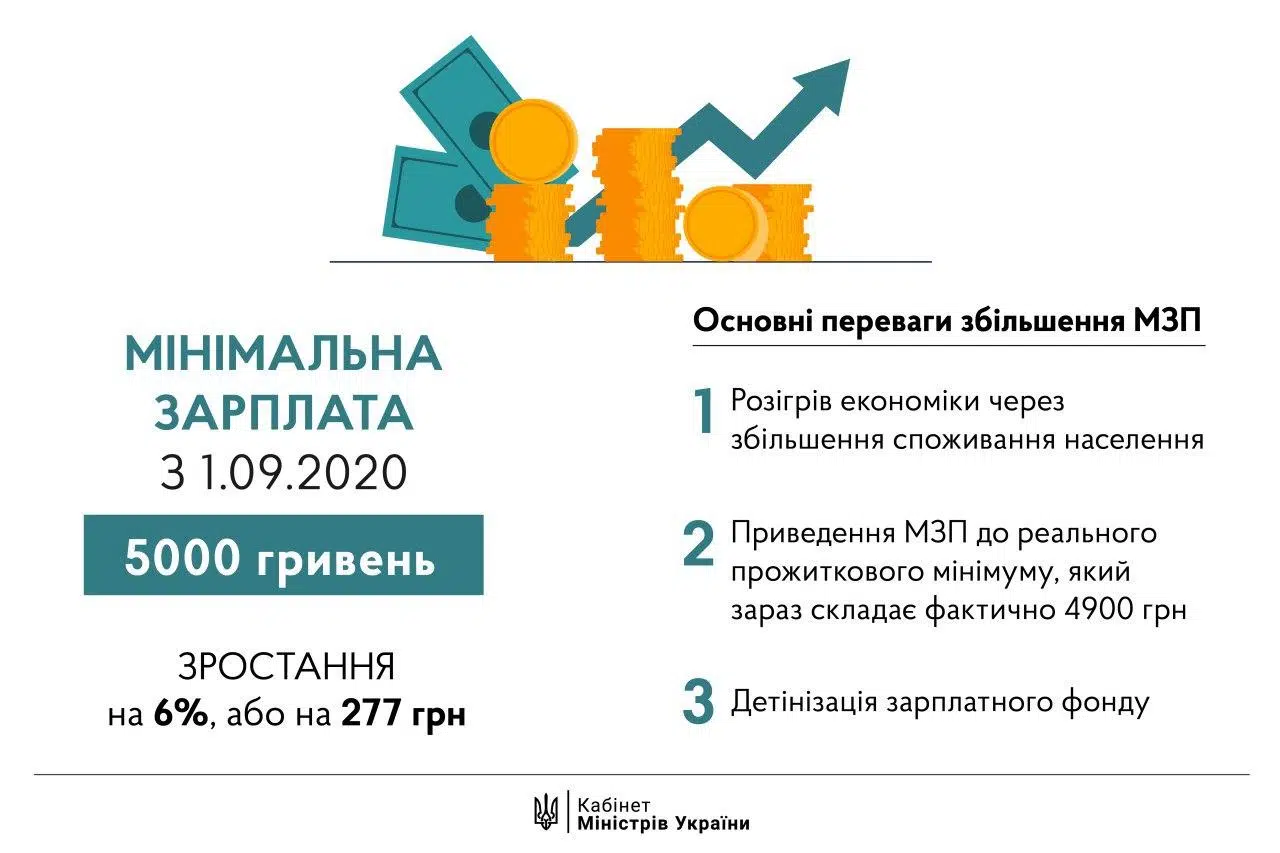 МІНІМАЛЬНА
ЗАРПЛАТА
З 1.09.2020
5000 гривень
ЗРОСТАННЯ
на 6%, або на 277 грн
Основні переваги збільшення МЗП
1 Розігрів економіки через
збільшення споживання населення
2 Приведення МЗП до реального
прожиткового мінімуму, який
зараз складає фактично 4900 грн
3 Детінізація зарплатного фонду
Кабінет
Міністрів України